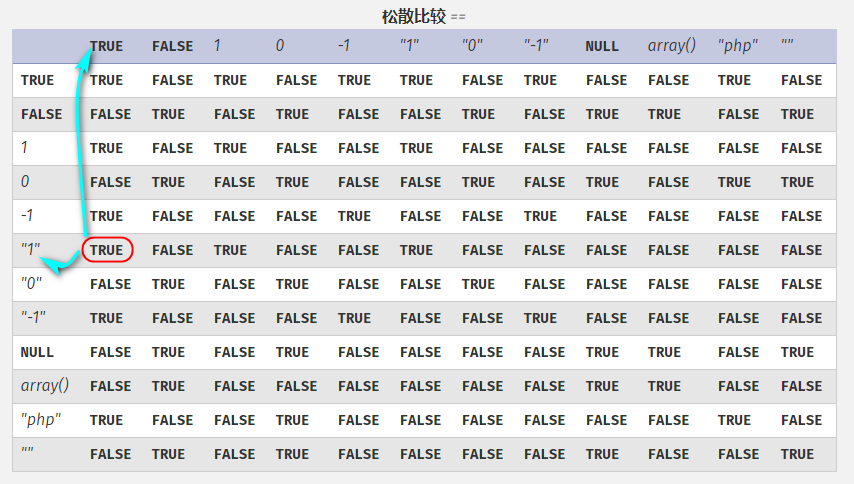 松散比较 ==
TRUE FALSE 1 0 -1 "1" "0" "-1" NULL array() "php" ""
TRUE TRUE FALSE TRUE FALSE TRUE TRUE FALSE TRUE FALSE FALSE TRUE FALSE
FALSE FALSE TRUE FALSE TRUE FALSE FALSE TRUE FALSE TRUE TRUE FALSE TRUE
1 TRUE FALSE TRUE FALSE FALSE TRUE FALSE FALSE FALSE FALSE FALSE FALSE
0 FALSE TRUE FALSE TRUE FALSE FALSE TRUE FALSE TRUE FALSE TRUE TRUE
-1 TRUE FALSE FALSE FALSE TRUE FALSE FALSE TRUE FALSE FALSE FALSE FALSE
"1" TRUE FALSE TRUE FALSE FALSE TRUE FALSE FALSE FALSE FALSE FALSE FALSE
"0" FALSE TRUE FALSE TRUE FALSE FALSE TRUE FALSE FALSE FALSE FALSE FALSE
"-1" TRUE FALSE FALSE FALSE TRUE FALSE FALSE TRUE FALSE FALSE FALSE FALSE
NULL FALSE TRUE FALSE TRUE FALSE FALSE FALSE FALSE TRUE TRUE FALSE TRUE
array() FALSE TRUE FALSE FALSE FALSE FALSE FALSE FALSE TRUE TRUE FALSE FALSE
"php" TRUE FALSE FALSE TRUE FALSE FALSE FALSE FALSE FALSE FALSE TRUE FALSE
"" FALSE TRUE FALSE TRUE FALSE FALSE FALSE FALSE TRUE FALSE FALSE TRUE